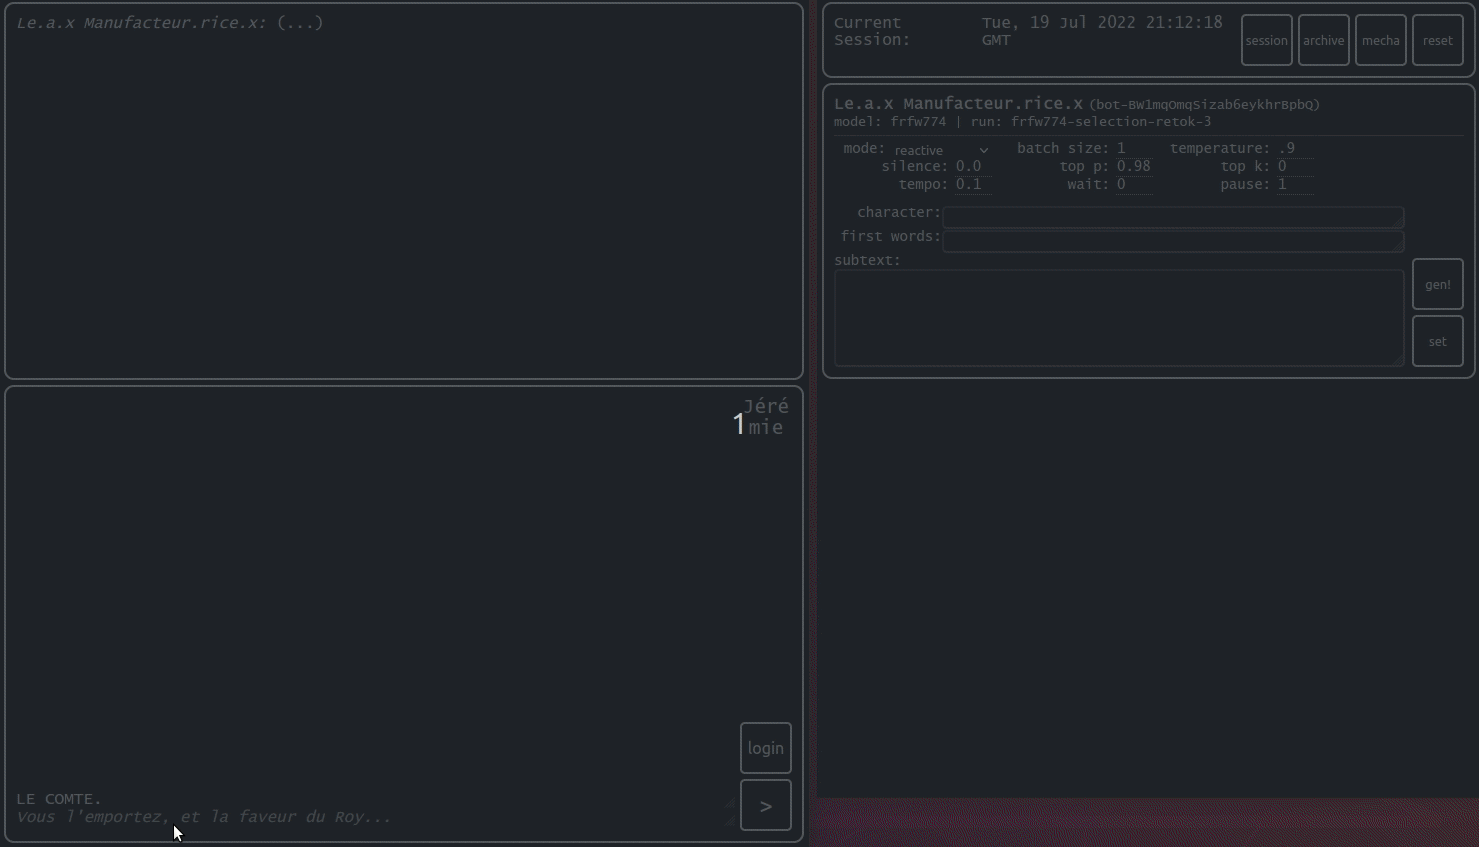 Le.a.x Manufacteur.rice.x: (...)
Jéré
1 mie
login
LE COMTE.
Vous l'emportez, et la faveur du Roy...
>
Current Session: Tue, 19 Jul 2022 21:12:18 GMT
session archive mecha reset
Le.a.x Manufacteur.rice.x (bot-BW1mqOmqSizab6eykhrBpbQ)
model: frfw774 | run: frfw774-selection-retok-3
mode: reactive batch size: 1 temperature: .9
silence: 0.0 top p: 0.98 top k: 0
tempo: 0.1 wait: 0 pause: 1
character:
first words:
subtext:
gen!
set